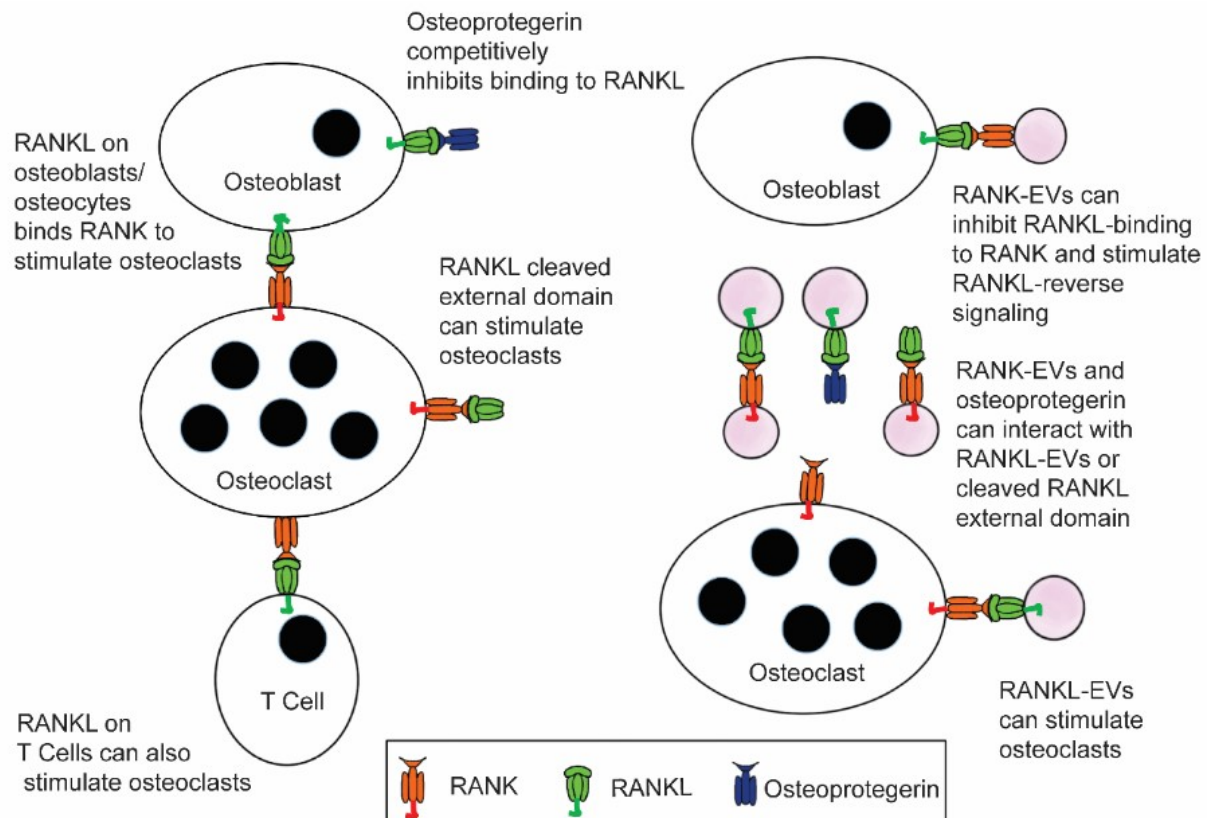 Osteoprotegerin
competitively
inhibits binding to RANKL
RANKL on
osteoblasts/
osteocytes
binds RANK to
stimulate osteoclasts
Osteoblast
RANKL cleaved
external domain
can stimulate
osteoclasts
Osteoclast
T Cell
RANKL on
T Cells can also
stimulate osteoclasts
Osteoblast
RANK-EVs can
inhibit RANKL-binding
to RANK and stimulate
RANKL-reverse
signaling
RANK-EVs and
osteoprotegerin
can interact with
RANKL-EVs or
cleaved RANKL
external domain
Osteoclast
RANKL-EVs
can stimulate
osteoclasts
RANK
RANKL
Osteoprotegerin